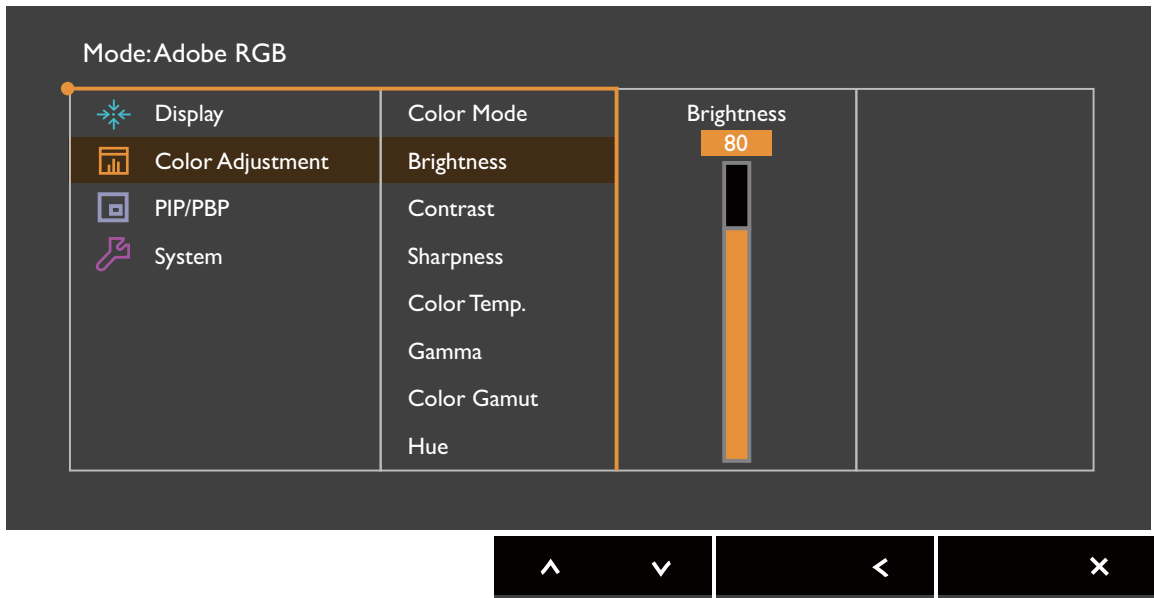 Mode: Adobe RGB
Display
Color Adjustment
PIP/PBP
System
Color Mode
Brightness
Contrast
Sharpness
Color Temp.
Gamma
Color Gamut
Hue
Brightness
80